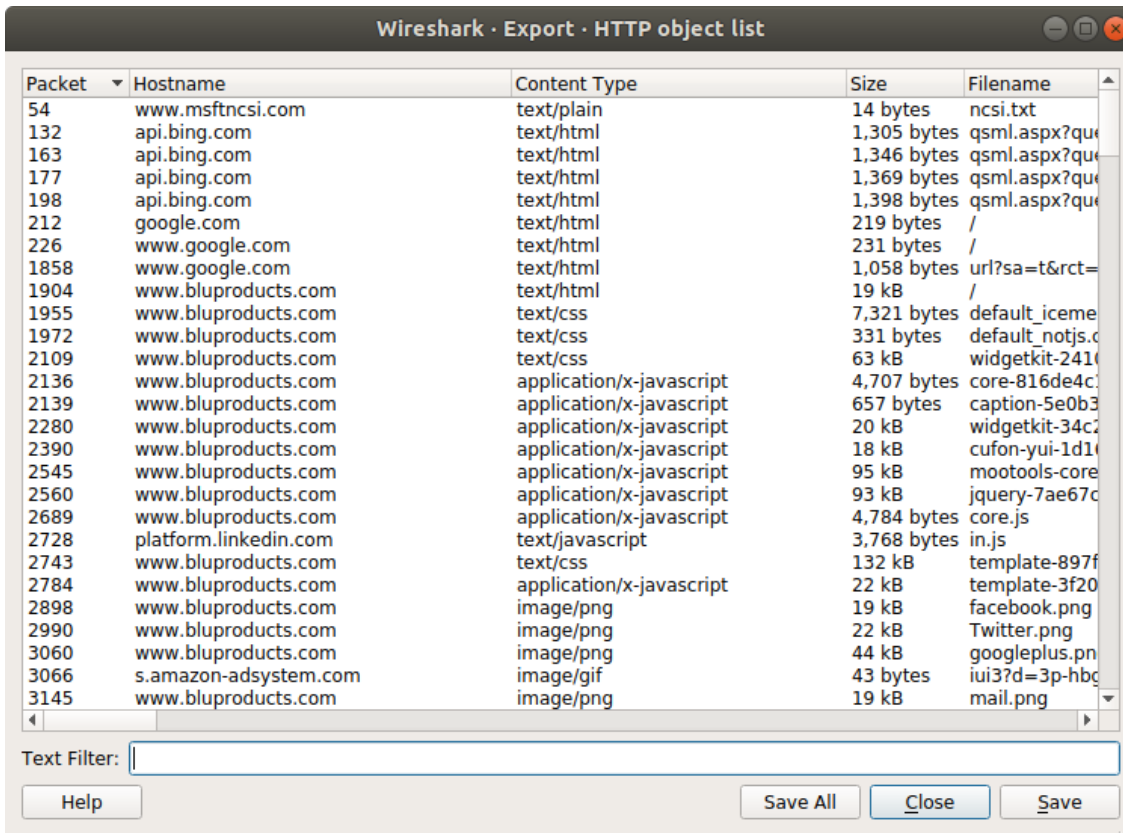 Wireshark · Export · HTTP object list
Packet Hostname Content Type Size Filename
54 www.msftncsi.com text/plain 14 bytes ncsi.txt
132 api.bing.com text/html 1,305 bytes qsml.aspx?que
163 api.bing.com text/html 1,346 bytes qsml.aspx?que
177 api.bing.com text/html 1,369 bytes qsml.aspx?que
198 api.bing.com text/html 1,398 bytes qsml.aspx?que
212 google.com text/html 219 bytes /
226 www.google.com text/html 231 bytes /
1858 www.google.com text/html 1,058 bytes url?sa=t&rct=
1904 www.bluproducts.com text/html 19 kB /
1955 www.bluproducts.com text/css 7,321 bytes default_iceme
1972 www.bluproducts.com text/css 331 bytes default_notjs.c
2109 www.bluproducts.com text/css 63 kB widgetkit-2410
2136 www.bluproducts.com application/x-javascript 4,707 bytes core-816de4c1
2139 www.bluproducts.com application/x-javascript 657 bytes caption-5e0b3
2280 www.bluproducts.com application/x-javascript 20 kB widgetkit-34c2
2390 www.bluproducts.com application/x-javascript 18 kB cufon-yui-1d16
2545 www.bluproducts.com application/x-javascript 95 kB mootools-core
2560 www.bluproducts.com application/x-javascript 93 kB jquery-7ae67c
2689 www.bluproducts.com application/x-javascript 4,784 bytes core.js
2728 platform.linkedin.com text/javascript 3,768 bytes in.js
2743 www.bluproducts.com text/css 132 kB template-897f
2784 www.bluproducts.com application/x-javascript 22 kB template-3f20
2898 www.bluproducts.com image/png 19 kB facebook.png
2990 www.bluproducts.com image/png 22 kB Twitter.png
3060 www.bluproducts.com image/png 44 kB googleplus.pn
3066 s.amazon-adsystem.com image/gif 43 bytes iui3?d=3p-hbg
3145 www.bluproducts.com image/png 19 kB mail.png
Text Filter:
Help Save All Close Save